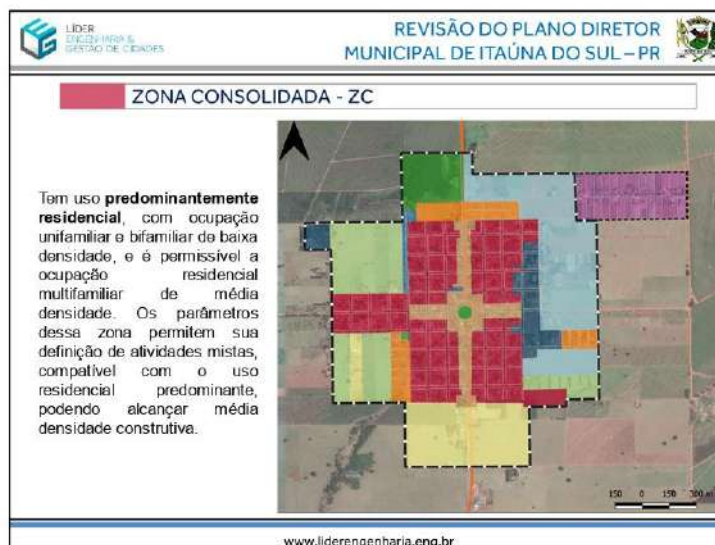 LÍDER
ENGENHARIA &
GESTÃO DE CIDADES
REVISÃO DO PLANO DIRETOR
MUNICIPAL DE ITAÚNA DO SUL – PR
ZONA CONSOLIDADA - ZC
Tem uso predominantemente
residencial, com ocupação
unifamiliar e bifamiliar de baixa
densidade, e é permissível a
ocupação residencial
multifamiliar de média
densidade. Os parâmetros
dessa zona permitem sua
definição de atividades mistas,
compatível com o uso
residencial predominante,
podendo alcançar média
densidade construtiva.
150 0 150 300 m
www.liderengenharia.eng.br